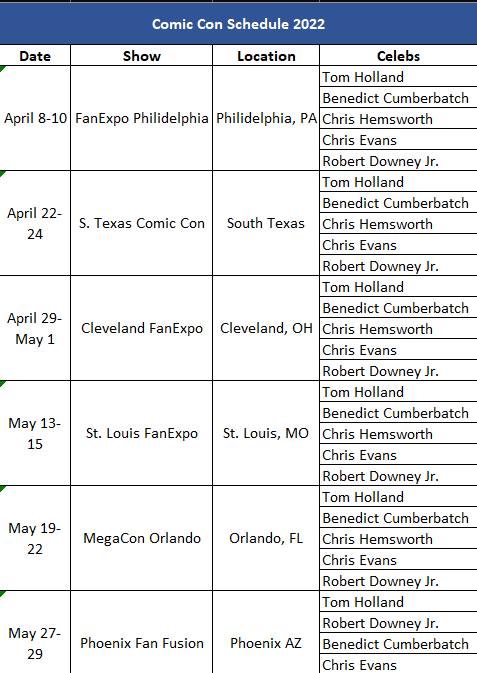 Comic Con Schedule 2022
Date Show Location Celebs
April 8-10 FanExpo Philidelphia Philidelphia, PA
Tom Holland
Benedict Cumberbatch
Chris Hemsworth
Chris Evans
Robert Downey Jr.
April 22-
24
S. Texas Comic Con South Texas
Tom Holland
Benedict Cumberbatch
Chris Hemsworth
Chris Evans
Robert Downey Jr.
April 29-
May 1
Cleveland FanExpo Cleveland, OH
Tom Holland
Benedict Cumberbatch
Chris Hemsworth
Chris Evans
Robert Downey Jr.
May 13-
15
St. Louis FanExpo St. Louis, MO
Tom Holland
Benedict Cumberbatch
Chris Hemsworth
Chris Evans
Robert Downey Jr.
May 19-
22
MegaCon Orlando Orlando, FL
Tom Holland
Benedict Cumberbatch
Chris Hemsworth
Chris Evans
Robert Downey Jr.
May 27-
29
Phoenix Fan Fusion Phoenix AZ
Tom Holland
Robert Downey Jr.
Benedict Cumberbatch
Chris Evans